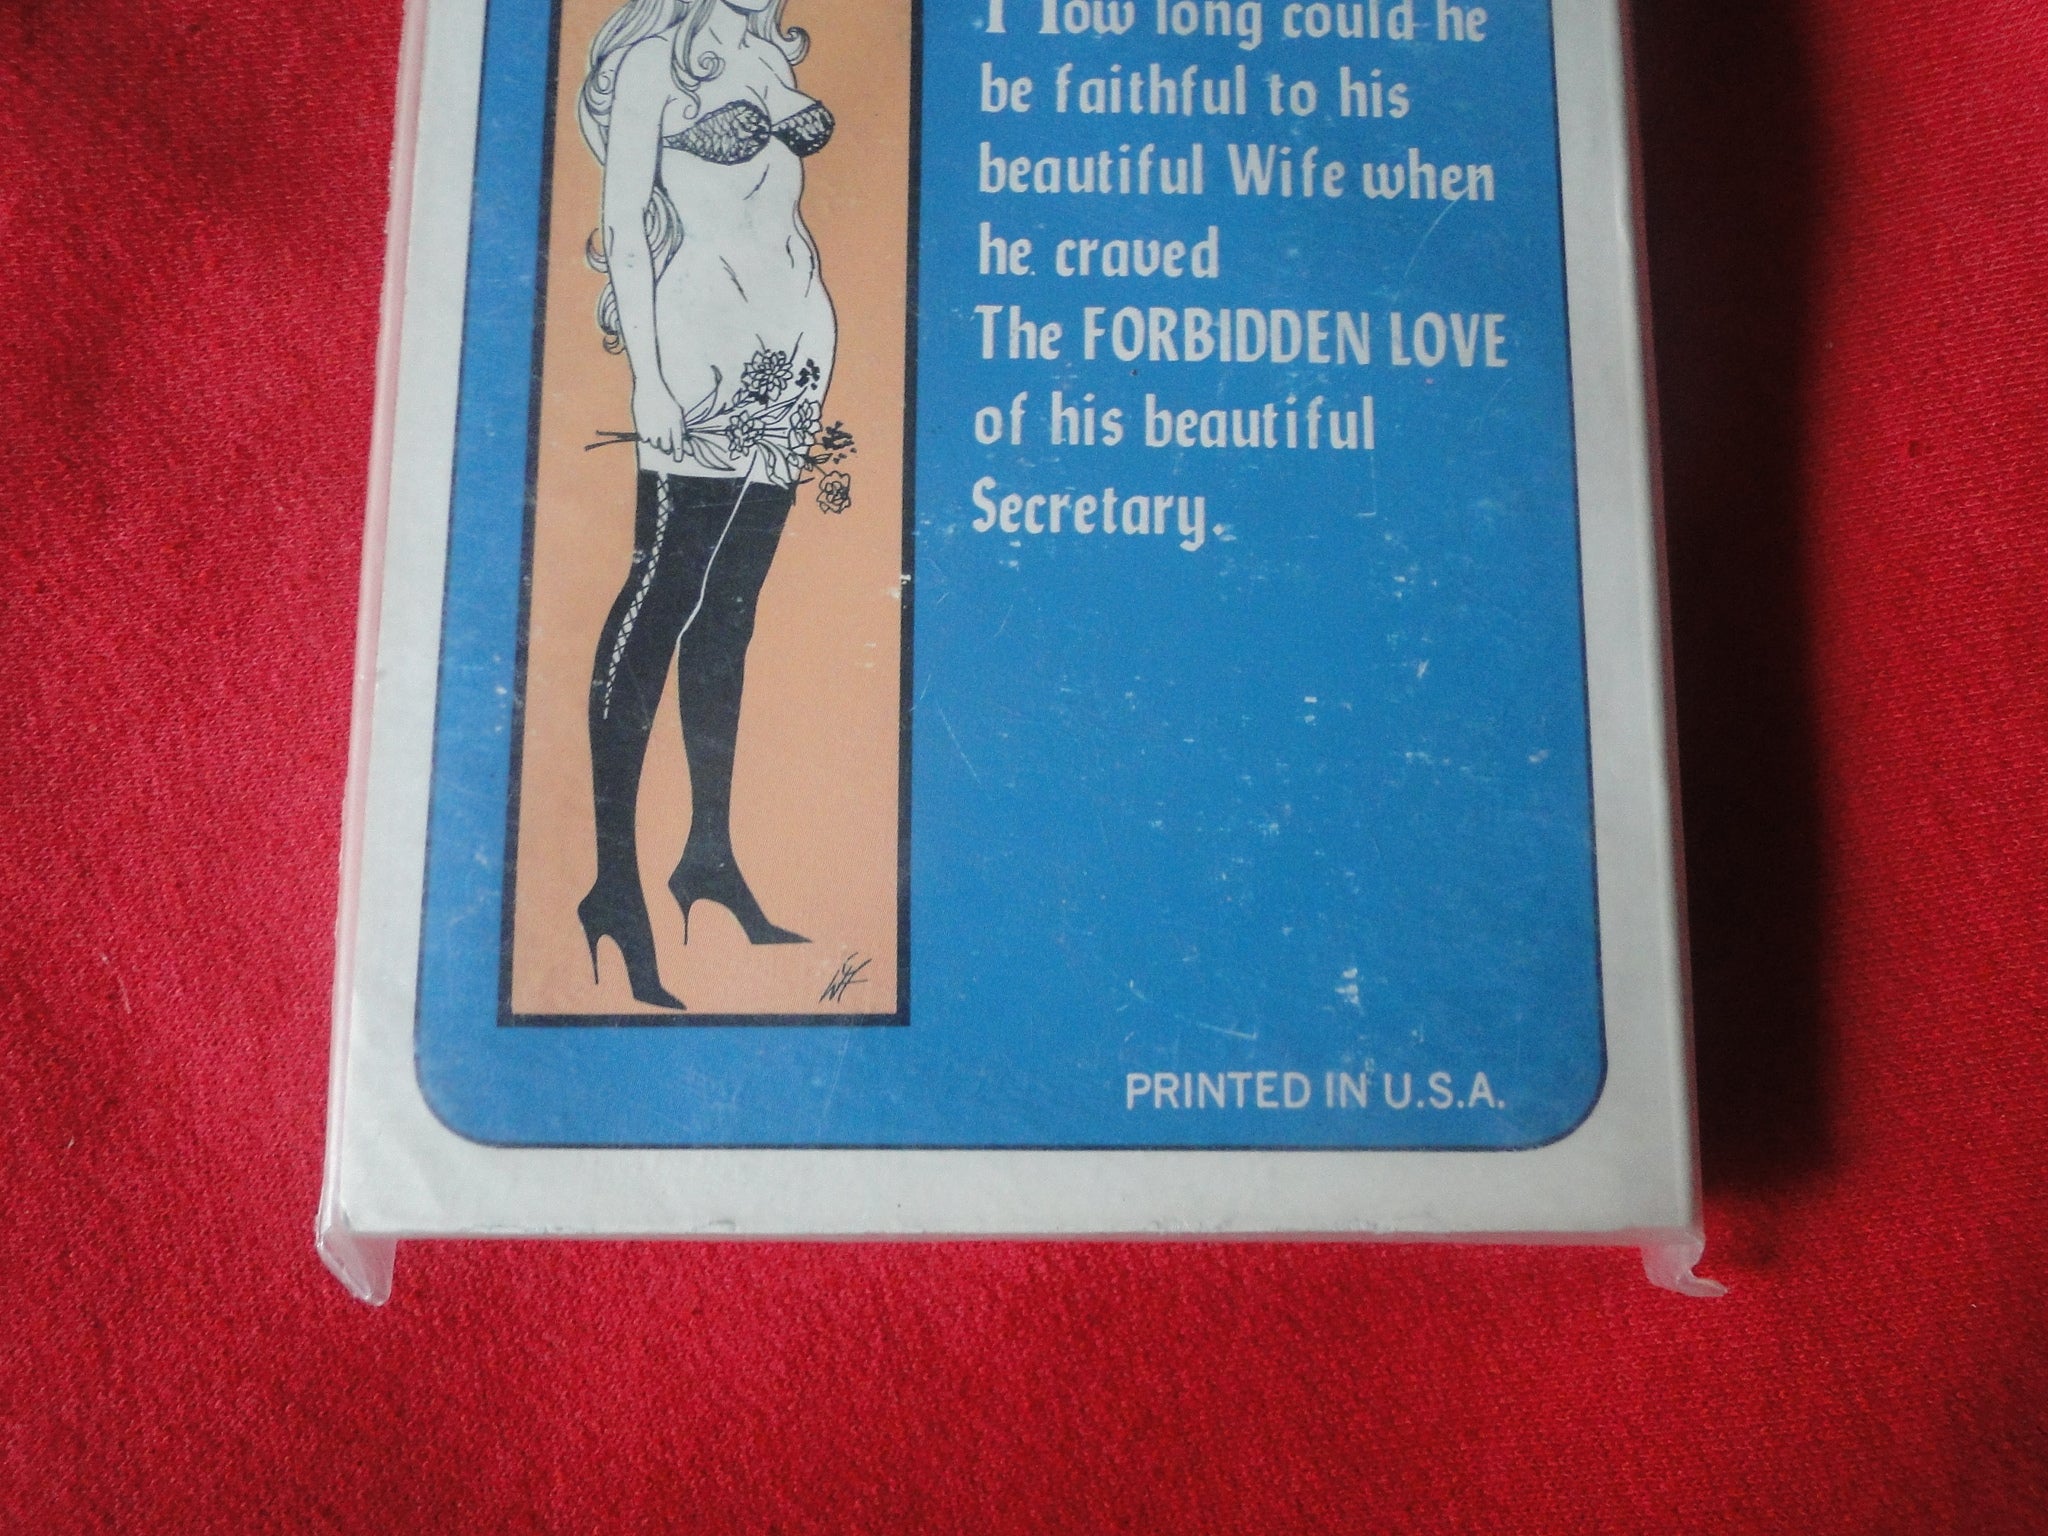 How long could he
be faithful to his
beautiful Wife when
he craved
The FORBIDDEN LOVE
of his beautiful
Secretary.
PRINTED IN U.S.A.